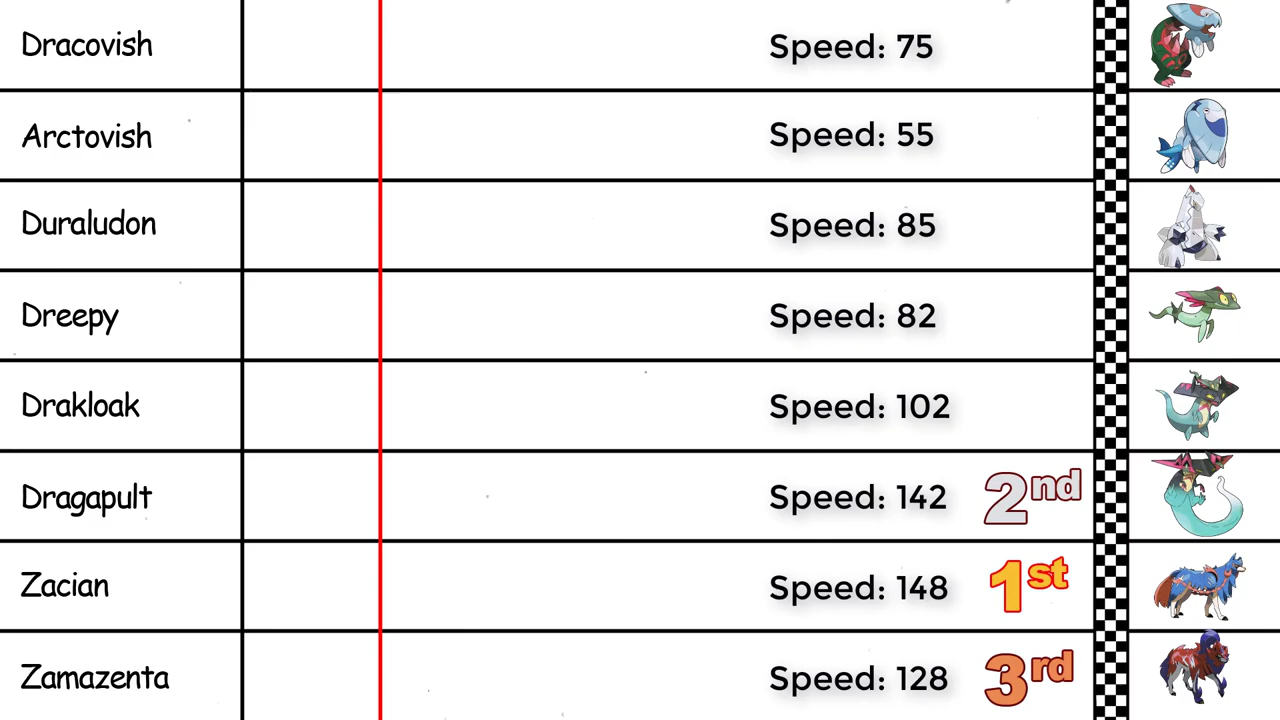 Dracovish Speed: 75
Arctovish Speed: 55
Duraludon Speed: 85
Dreepy Speed: 82
Drakloak Speed: 102
Dragapult Speed: 142 2nd
Zacian Speed: 148 1st
Zamazenta Speed: 128 3rd